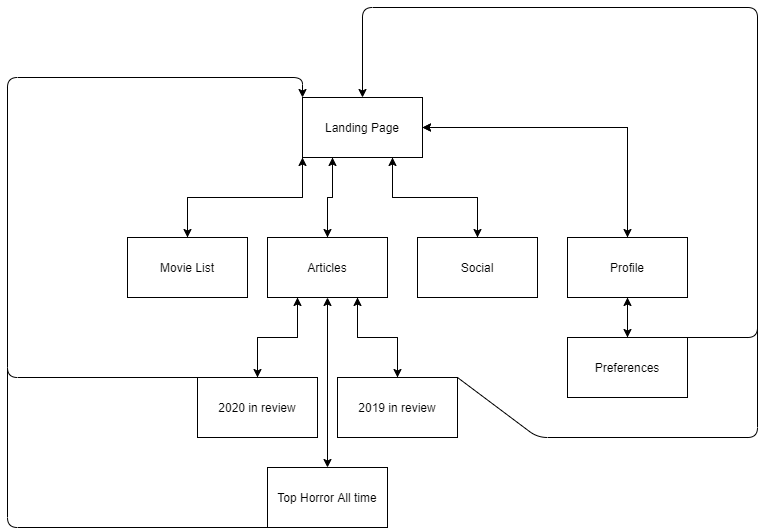 Landing Page
Movie List
Articles
Social
Profile
Preferences
2020 in review
2019 in review
Top Horror All time